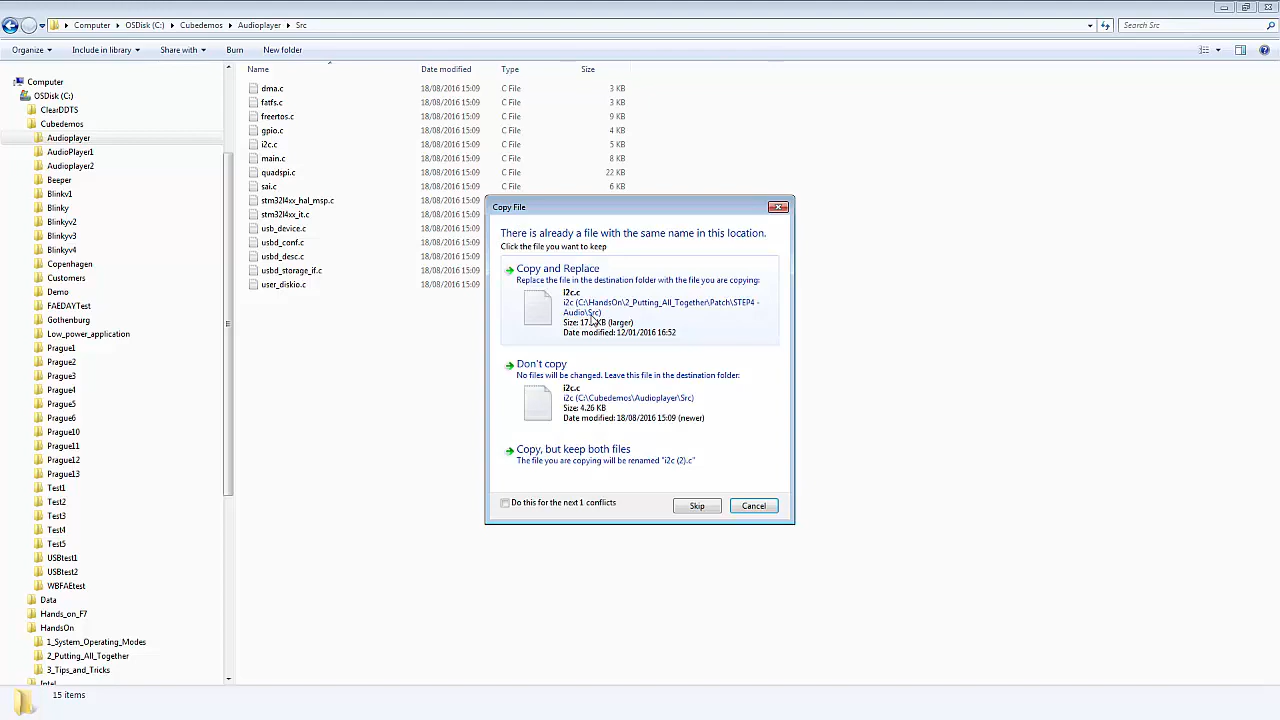 Computer ▸ OSDisk (C:) ▸ Cubedemos ▸ Audioplayer ▸ Src
Search Src
Organize Include in library Share with Burn New folder
Name Date modified Type Size
Computer
OSDisk (C:)
ClearDDTS
Cubedemos
Audioplayer
AudioPlayer1
Audioplayer2
Beeper
Blinkv1
Blinky
Blinkyv2
Blinkyv3
Blinkyv4
Copenhagen
Customers
Demo
FAEDAYTest
Gothenburg
Low_power_application
Prague1
Prague2
Prague3
Prague4
Prague5
Prague6
Prague10
Prague11
Prague12
Prague13
Test1
Test2
Test3
Test4
Test5
USBtest1
USBtest2
WBFAEtest
Data
Hands_on_F7
HandsOn
1_System_Operating_Modes
2_Putting_All_Together
3_Tips_and_Tricks
Intel
dma.c 18/08/2016 15:09 C File 3 KB
fatfs.c 18/08/2016 15:09 C File 3 KB
freertos.c 18/08/2016 15:09 C File 9 KB
gpio.c 18/08/2016 15:09 C File 4 KB
i2c.c 18/08/2016 15:09 C File 5 KB
main.c 18/08/2016 15:09 C File 8 KB
quadspi.c 18/08/2016 15:09 C File 22 KB
sai.c 18/08/2016 15:09 C File 6 KB
stm32l4xx_hal_msp.c 18/08/2016 15:09
stm32l4xx_it.c 18/08/2016 15:09
usb_device.c 18/08/2016 15:09
usbd_conf.c 18/08/2016 15:09
usbd_desc.c 18/08/2016 15:09
usbd_storage_if.c 18/08/2016 15:09
user_diskio.c 18/08/2016 15:09
Copy File
There is already a file with the same name in this location.
Click the file you want to keep
Copy and Replace
Replace the file in the destination folder with the file you are copying:
i2c.c
i2c (C:\HandsOn\2_Putting_All_Together\Patch\STEP4 -
Audio\Src)
Size: KB (larger)
Date modified: 12/01/2016 16:52
Don't copy
No files will be changed. Leave this file in the destination folder:
i2c.c
i2c (C:\Cubedemos\Audioplayer\Src)
Size: 4.26 KB
Date modified: 18/08/2016 15:09 (newer)
Copy, but keep both files
The file you are copying will be renamed "i2c (2).c"
Do this for the next 1 conflicts
Skip
Cancel
15 items